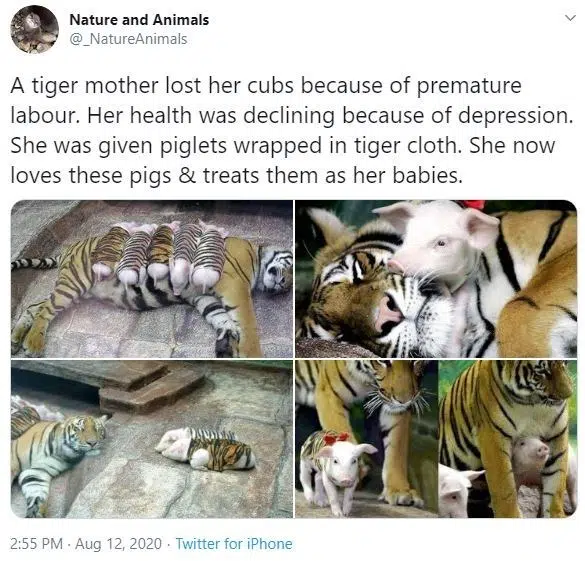 Nature and Animals
@_NatureAnimals
A tiger mother lost her cubs because of premature
labour. Her health was declining because of depression.
She was given piglets wrapped in tiger cloth. She now
loves these pigs & treats them as her babies.
2:55 PM · Aug 12, 2020 · Twitter for iPhone